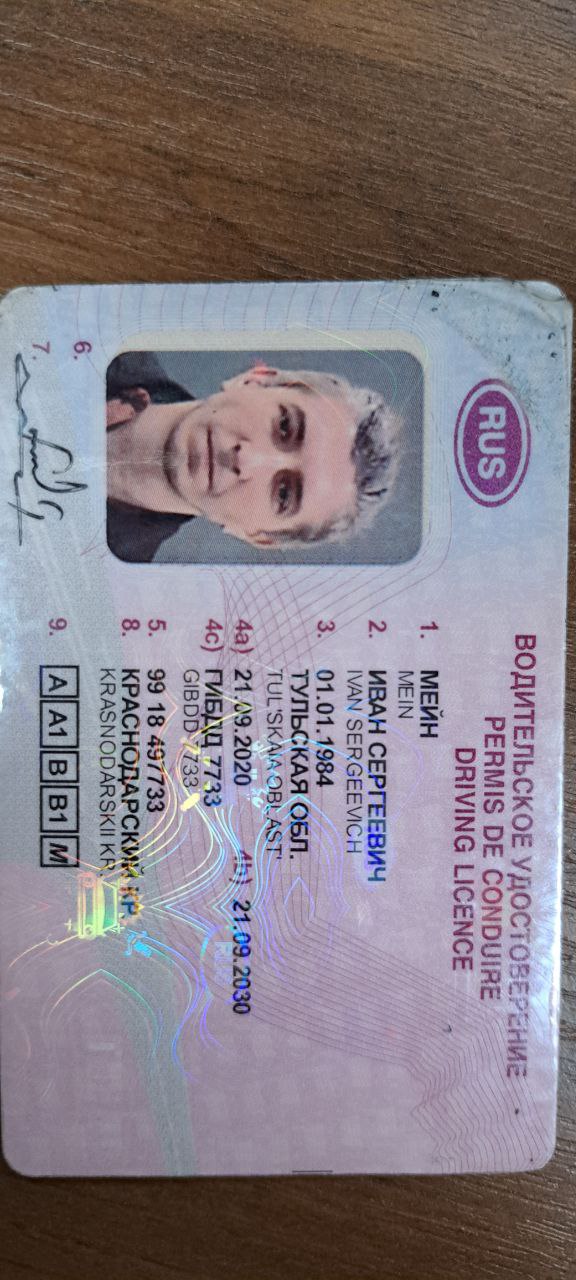 RUS
ВОДИТЕЛЬСКОЕ УДОСТОВЕРЕНИЕ
PERMIS DE CONDUIRE
DRIVING LICENCE
1. МЕЙН
MEIN
2. ИВАН СЕРГЕЕВИЧ
IVAN SERGEEVICH
3. 01.01.1984
ТУЛЬСКАЯ ОБЛ.
TUL'SKAIA OBLAST'
4a) 21.09.2020 4b) 21.09.2030
4c) ГИБДД 7733
GIBDD 7733
5. 99 18 497733
8. КРАСНОДАРСКИЙ КР.
KRASNODARSKII KR.
9. A A1 B B1 M
6.
7.